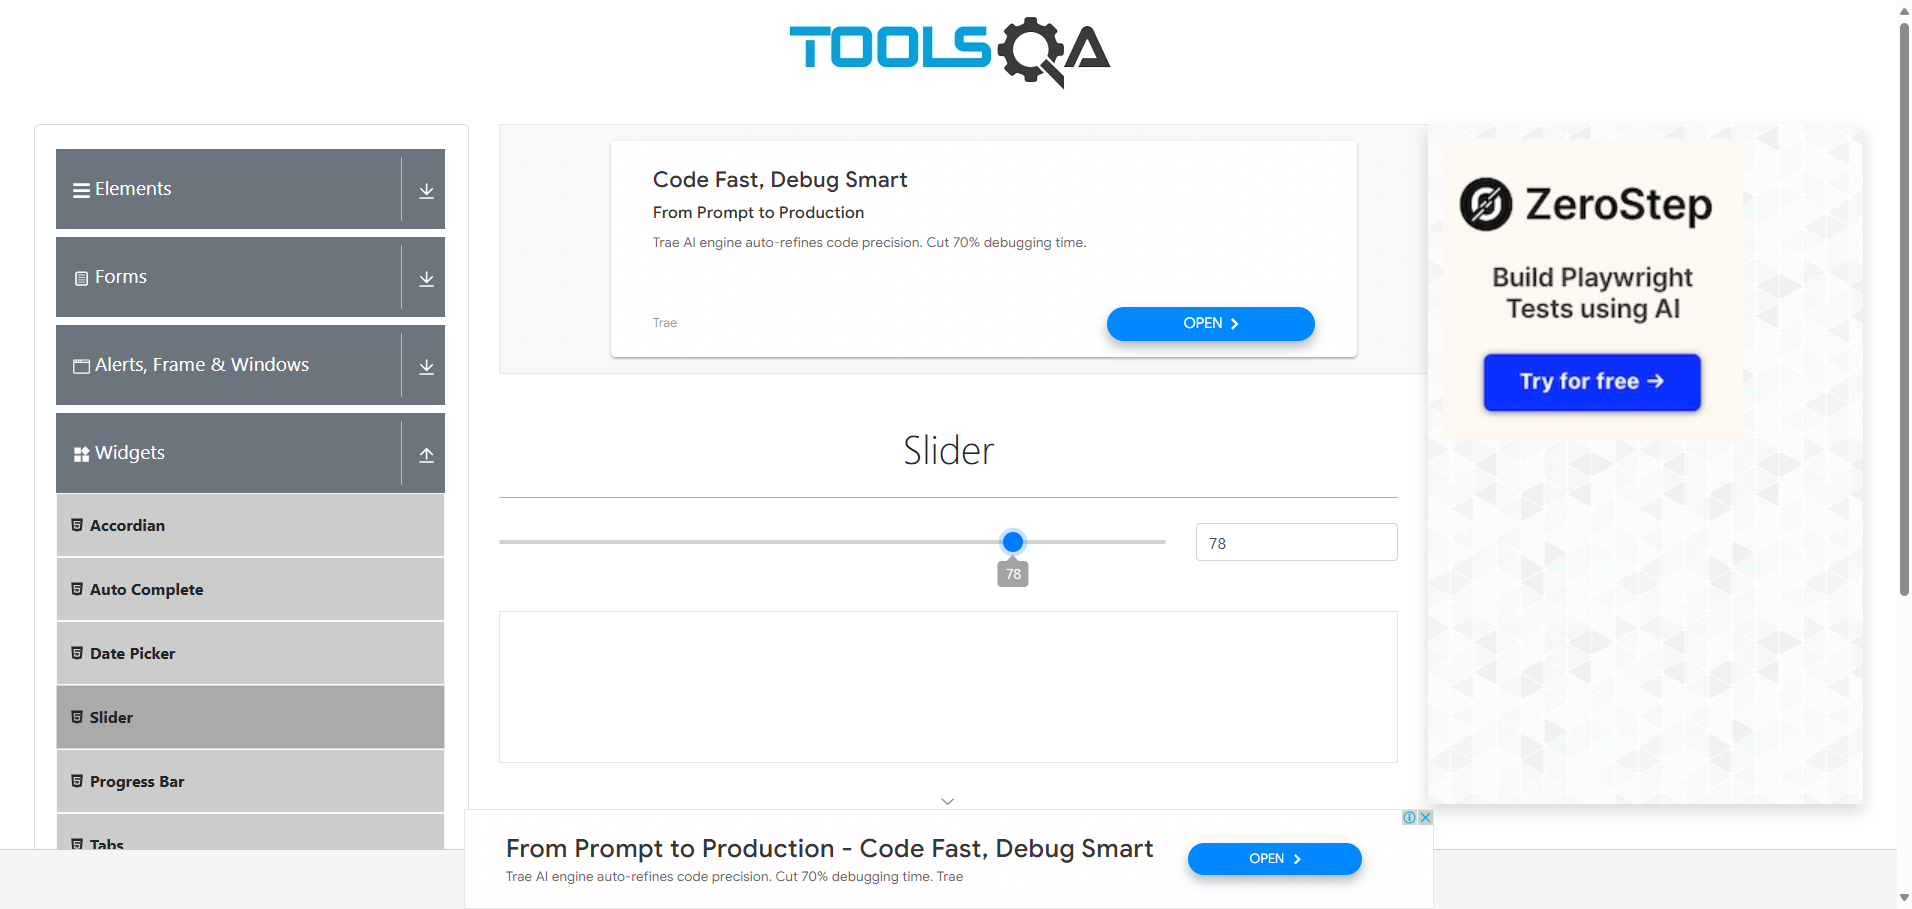 TOOLSQA
Elements
Forms
Alerts, Frame & Windows
Widgets
Accordian
Auto Complete
Date Picker
Slider
Progress Bar
Tabs
Code Fast, Debug Smart
From Prompt to Production
Trae AI engine auto-refines code precision. Cut 70% debugging time.
Trae
OPEN
Slider
78
78
ZeroStep
Build Playwright
Tests using AI
Try for free →
From Prompt to Production - Code Fast, Debug Smart
Trae AI engine auto-refines code precision. Cut 70% debugging time. Trae
OPEN